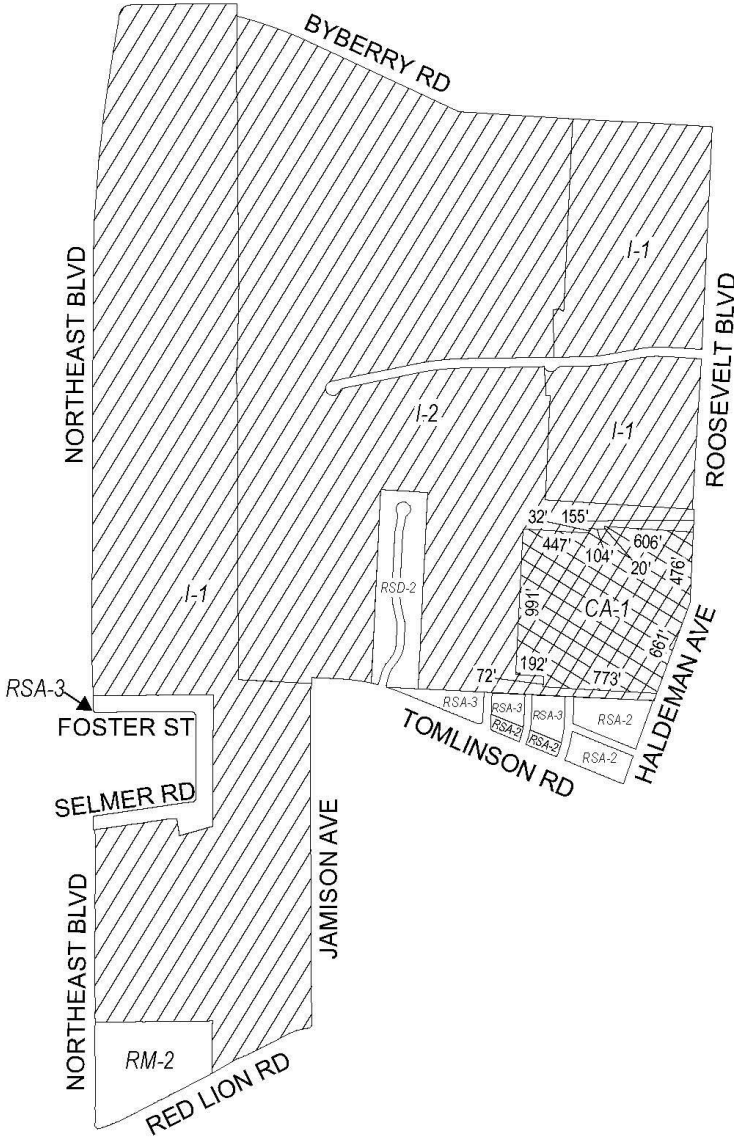 BYBERRY RD
NORTHEAST BLVD
ROOSEVELT BLVD
I-1
I-2
I-1
I-1
RSD-2
32' 155'
447' 104' 606'
20' 476'
CA-1
991'
661'
192' 773'
72'
HALDEMAN AVE
RSA-3
FOSTER ST
RSA-3 RSA-3 RSA-3 RSA-2
RSA-2 RSA-2 RSA-2
TOMLINSON RD
SELMER RD
JAMISON AVE
NORTHEAST BLVD
RM-2
RED LION RD